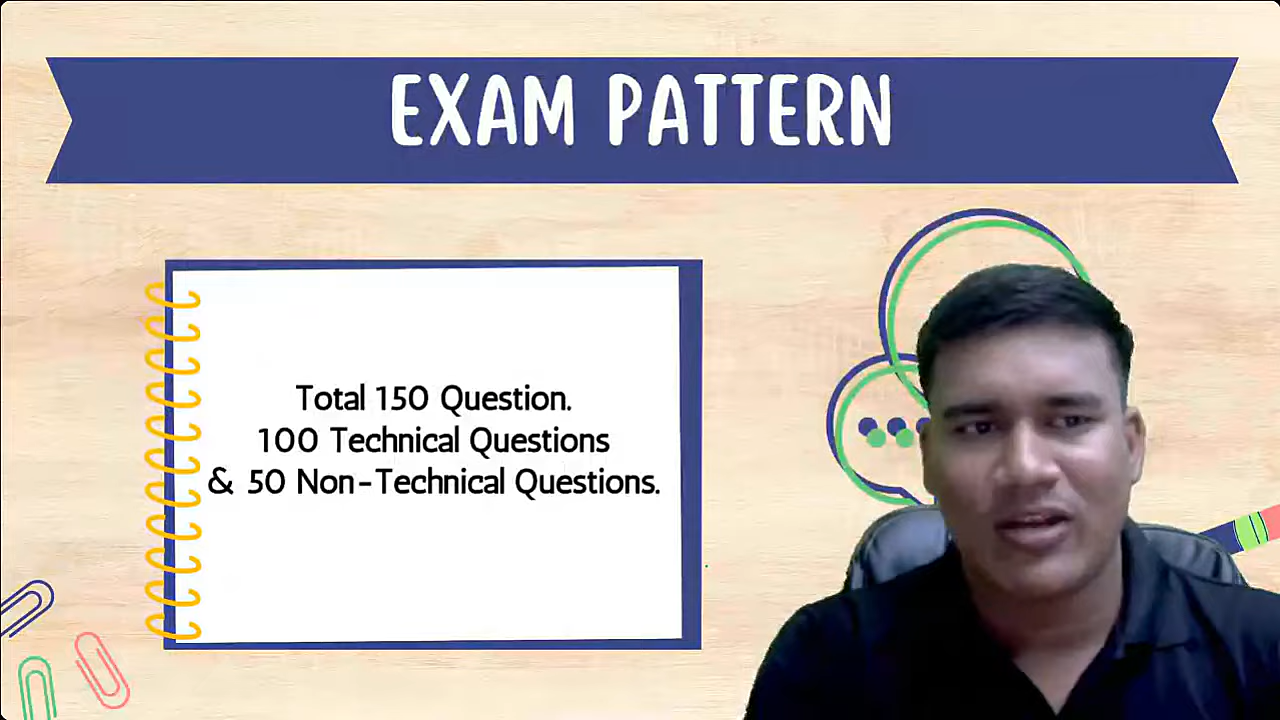 EXAM PATTERN
Total 150 Question.
100 Technical Questions
& 50 Non-Technical Questions.